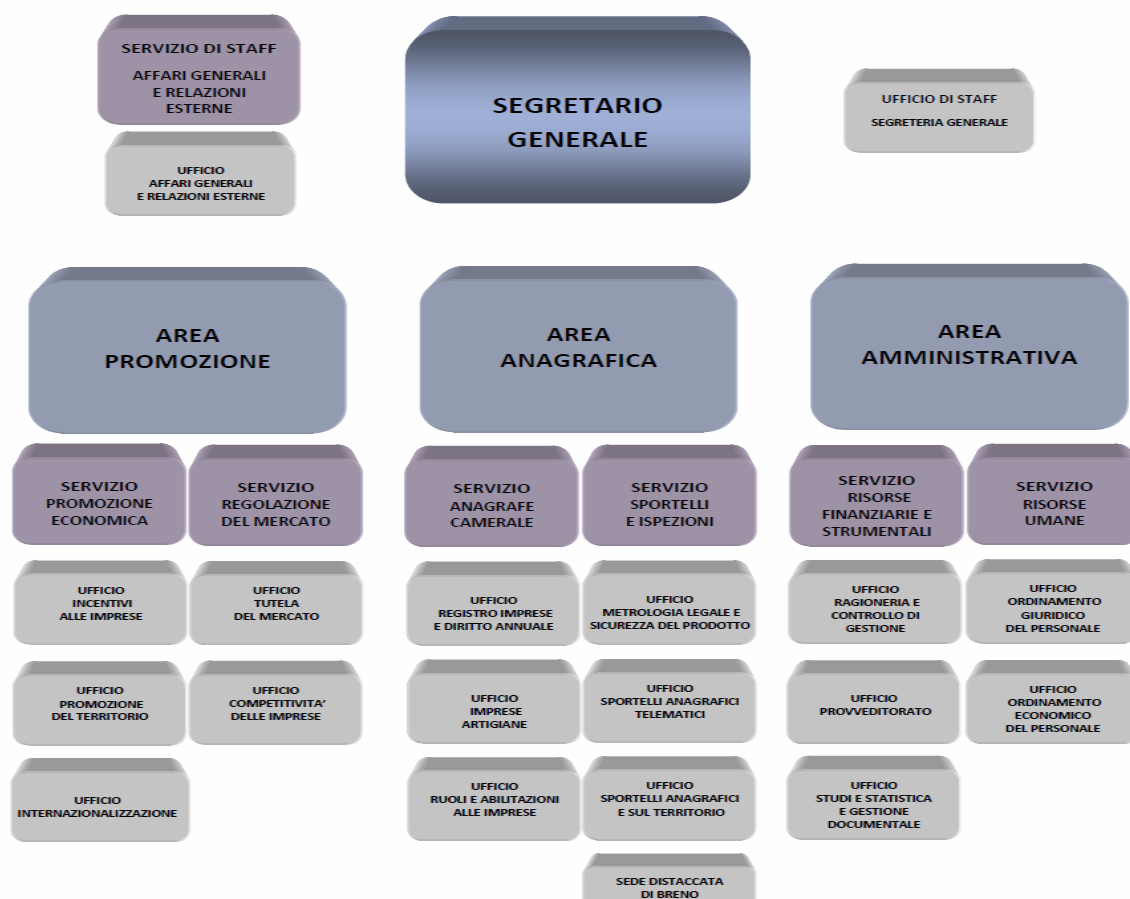 SERVIZIO DI STAFF
AFFARI GENERALI
E RELAZIONI
ESTERNE
UFFICIO
AFFARI GENERALI
E RELAZIONI ESTERNE
SEGRETARIO
GENERALE
UFFICIO DI STAFF
SEGRETERIA GENERALE
AREA
PROMOZIONE
AREA
ANAGRAFICA
AREA
AMMINISTRATIVA
SERVIZIO
PROMOZIONE
ECONOMICA
SERVIZIO
REGOLAZIONE
DEL MERCATO
SERVIZIO
ANAGRAFE
CAMERALE
SERVIZIO
SPORTELLI
E ISPEZIONI
SERVIZIO
RISORSE
FINANZIARIE E
STRUMENTALI
SERVIZIO
RISORSE
UMANE
UFFICIO
INCENTIVI
ALLE IMPRESE
UFFICIO
TUTELA
DEL MERCATO
UFFICIO
REGISTRO IMPRESE
E DIRITTO ANNUALE
UFFICIO
METROLOGIA LEGALE E
SICUREZZA DEL PRODOTTO
UFFICIO
RAGIONERIA E
CONTROLLO DI
GESTIONE
UFFICIO
ORDINAMENTO
GIURIDICO
DEL PERSONALE
UFFICIO
PROMOZIONE
DEL TERRITORIO
UFFICIO
COMPETITIVITA'
DELLE IMPRESE
UFFICIO
IMPRESE
ARTIGIANE
UFFICIO
SPORTELLI ANAGRAFICI
TELEMATICI
UFFICIO
PROVVEDITORATO
UFFICIO
ORDINAMENTO
ECONOMICO
DEL PERSONALE
UFFICIO
INTERNAZIONALIZZAZIONE
UFFICIO
RUOLI E ABILITAZIONI
ALLE IMPRESE
UFFICIO
SPORTELLI ANAGRAFICI
E SUL TERRITORIO
UFFICIO
STUDI E STATISTICA
E GESTIONE
DOCUMENTALE
SEDE DISTACCATA
DI BRENO